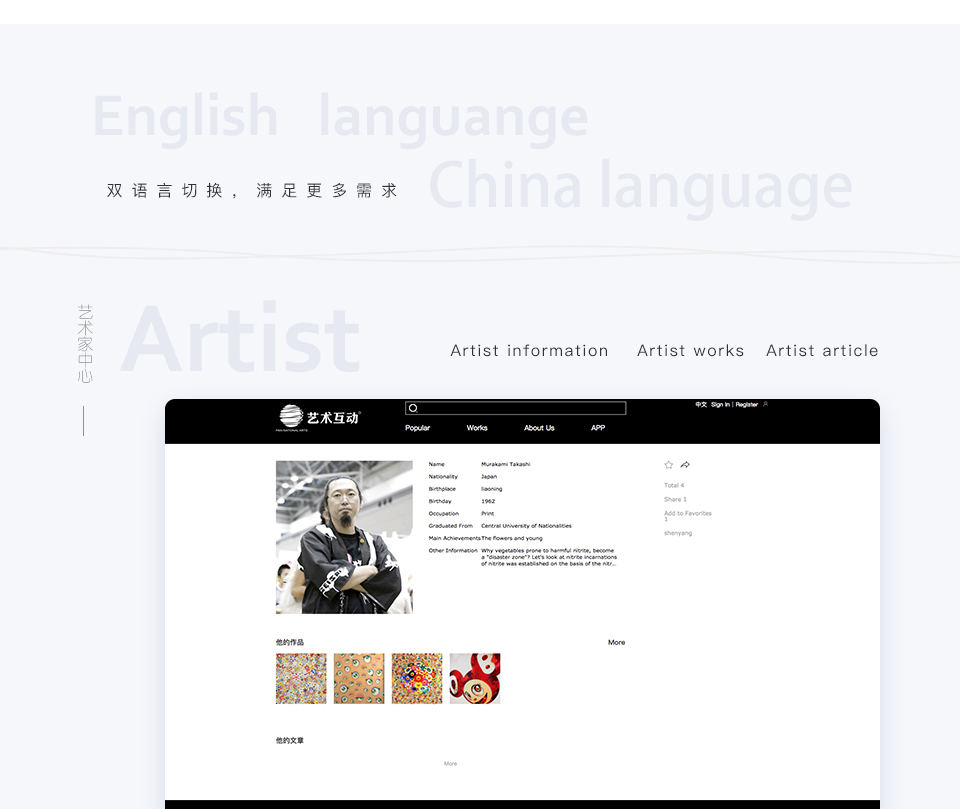 English languange
双语言切换，满足更多需求
China language
艺术家中心
Artist
Artist information Artist works Artist article
艺术互动
中文 Sign in | Register
Popular Works About Us APP
Name Murakami Takashi
Nationality Japan
Birthplace liaoning
Birthday 1962
Occupation Print
Graduated From Central University of Nationalities
Main Achievements The flowers and young
Other Information Why vegetables prone to harmful nitrite, become
a "disaster zone"? Let's look at nitrite incarnations
of nitrite was established on the basis of the nitr...
Total 4
Share 1
Add to Favorites
1
shenyang
他的作品 More
他的文章
More